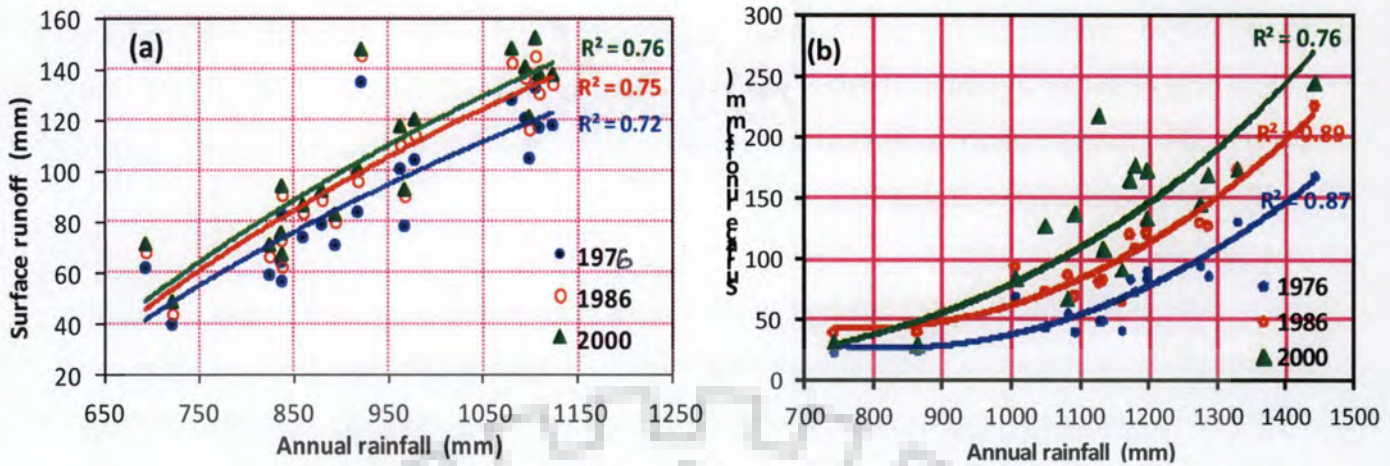 (a)
160
140
120
100
80
60
40
20
Surface runoff (mm)
R² = 0.76
R² = 0.75
R² = 0.72
1976
1986
2000
650 750 850 950 1050 1150 1250
Annual rainfall (mm)
(b)
300
250
200
150
100
50
0
R² = 0.76
R² = 0.87
1976
1986
2000
700 800 900 1000 1100 1200 1300 1400 1500
Annual rainfall (mm)